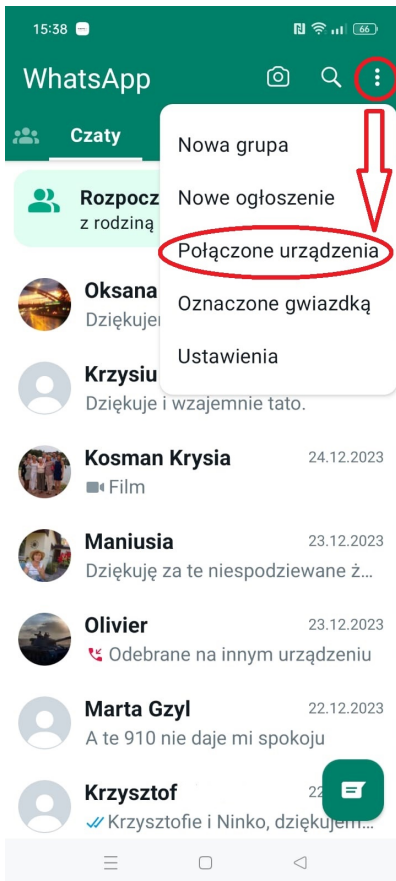 15:38
66
WhatsApp
Czaty
Nowa grupa
Nowe ogłoszenie
Połączone urządzenia
Oznaczone gwiazdką
Ustawienia
Rozpocz
z rodziną
Oksana
Dziękuje
Krzysiu
Dziękuje i wzajemnie tato.
Kosman Krysia 24.12.2023
Film
Maniusia 23.12.2023
Dziękuję za te niespodziewane ż...
Olivier 23.12.2023
Odebrane na innym urządzeniu
Marta Gzyl 22.12.2023
A te 910 nie daje mi spokoju
Krzysztof 22
Krzysztofie i Ninko, dziękujem...